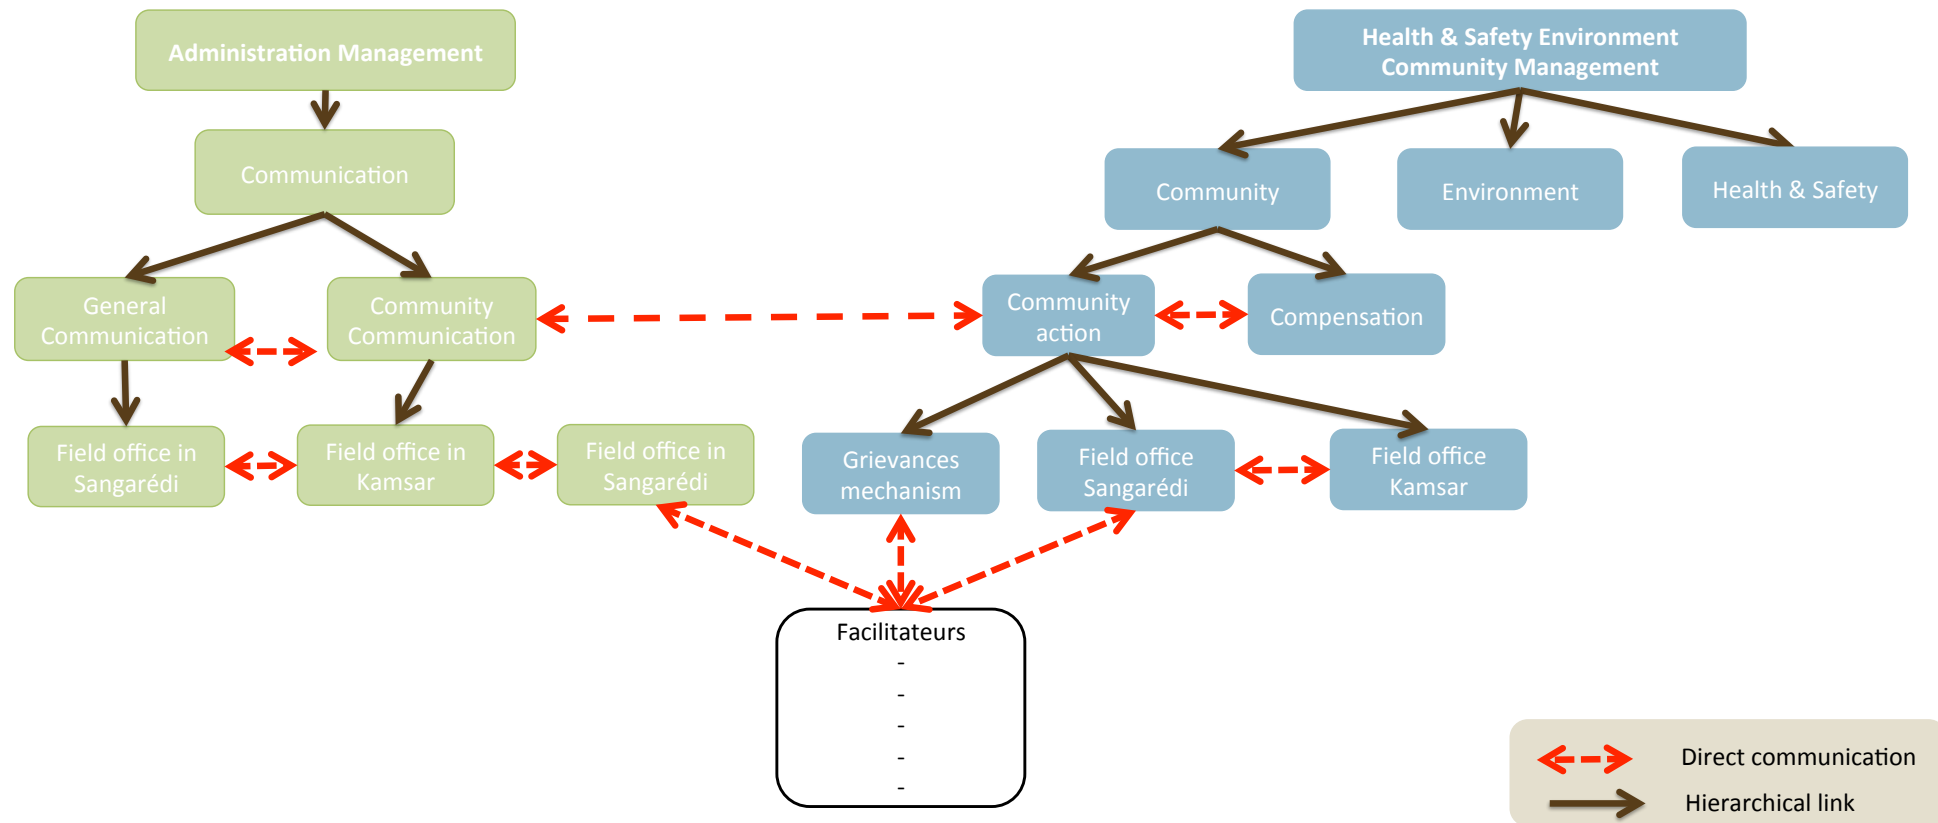 Administration Management
Health & Safety Environment
Community Management
Communication
Community
Environment
Health & Safety
General
Communication
Community
Communication
Community
action
Compensation
Field office in
Sangarédi
Field office in
Kamsar
Field office in
Sangarédi
Grievances
mechanism
Field office
Sangarédi
Field office
Kamsar
Facilitateurs
-
-
-
-
-
Direct communication
Hierarchical link